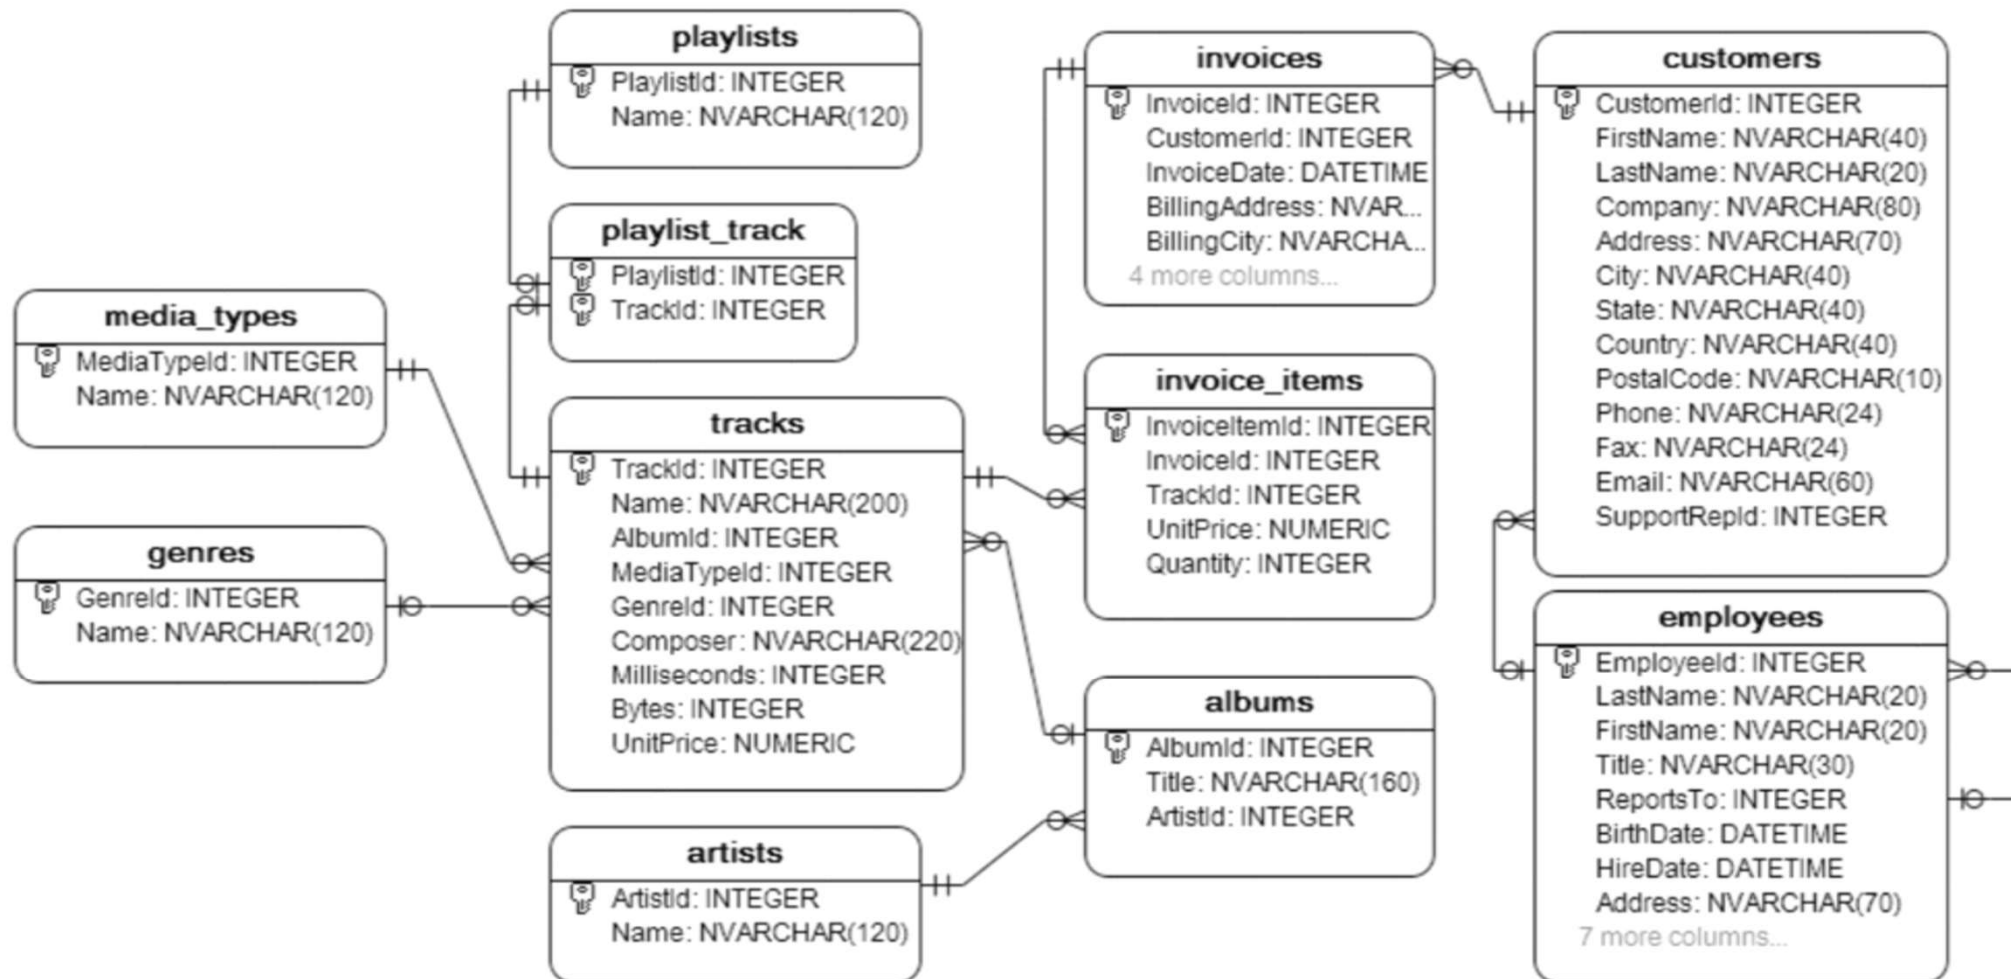 playlists
PlaylistId: INTEGER
Name: NVARCHAR(120)
playlist_track
PlaylistId: INTEGER
TrackId: INTEGER
media_types
MediaTypeId: INTEGER
Name: NVARCHAR(120)
genres
GenreId: INTEGER
Name: NVARCHAR(120)
tracks
TrackId: INTEGER
Name: NVARCHAR(200)
AlbumId: INTEGER
MediaTypeId: INTEGER
GenreId: INTEGER
Composer: NVARCHAR(220)
Milliseconds: INTEGER
Bytes: INTEGER
UnitPrice: NUMERIC
artists
ArtistId: INTEGER
Name: NVARCHAR(120)
invoices
InvoiceId: INTEGER
CustomerId: INTEGER
InvoiceDate: DATETIME
BillingAddress: NVAR...
BillingCity: NVARCHA...
4 more columns...
invoice_items
InvoiceItemId: INTEGER
InvoiceId: INTEGER
TrackId: INTEGER
UnitPrice: NUMERIC
Quantity: INTEGER
albums
AlbumId: INTEGER
Title: NVARCHAR(160)
ArtistId: INTEGER
customers
CustomerId: INTEGER
FirstName: NVARCHAR(40)
LastName: NVARCHAR(20)
Company: NVARCHAR(80)
Address: NVARCHAR(70)
City: NVARCHAR(40)
State: NVARCHAR(40)
Country: NVARCHAR(40)
PostalCode: NVARCHAR(10)
Phone: NVARCHAR(24)
Fax: NVARCHAR(24)
Email: NVARCHAR(60)
SupportRepId: INTEGER
employees
EmployeeId: INTEGER
LastName: NVARCHAR(20)
FirstName: NVARCHAR(20)
Title: NVARCHAR(30)
ReportsTo: INTEGER
BirthDate: DATETIME
HireDate: DATETIME
Address: NVARCHAR(70)
7 more columns...